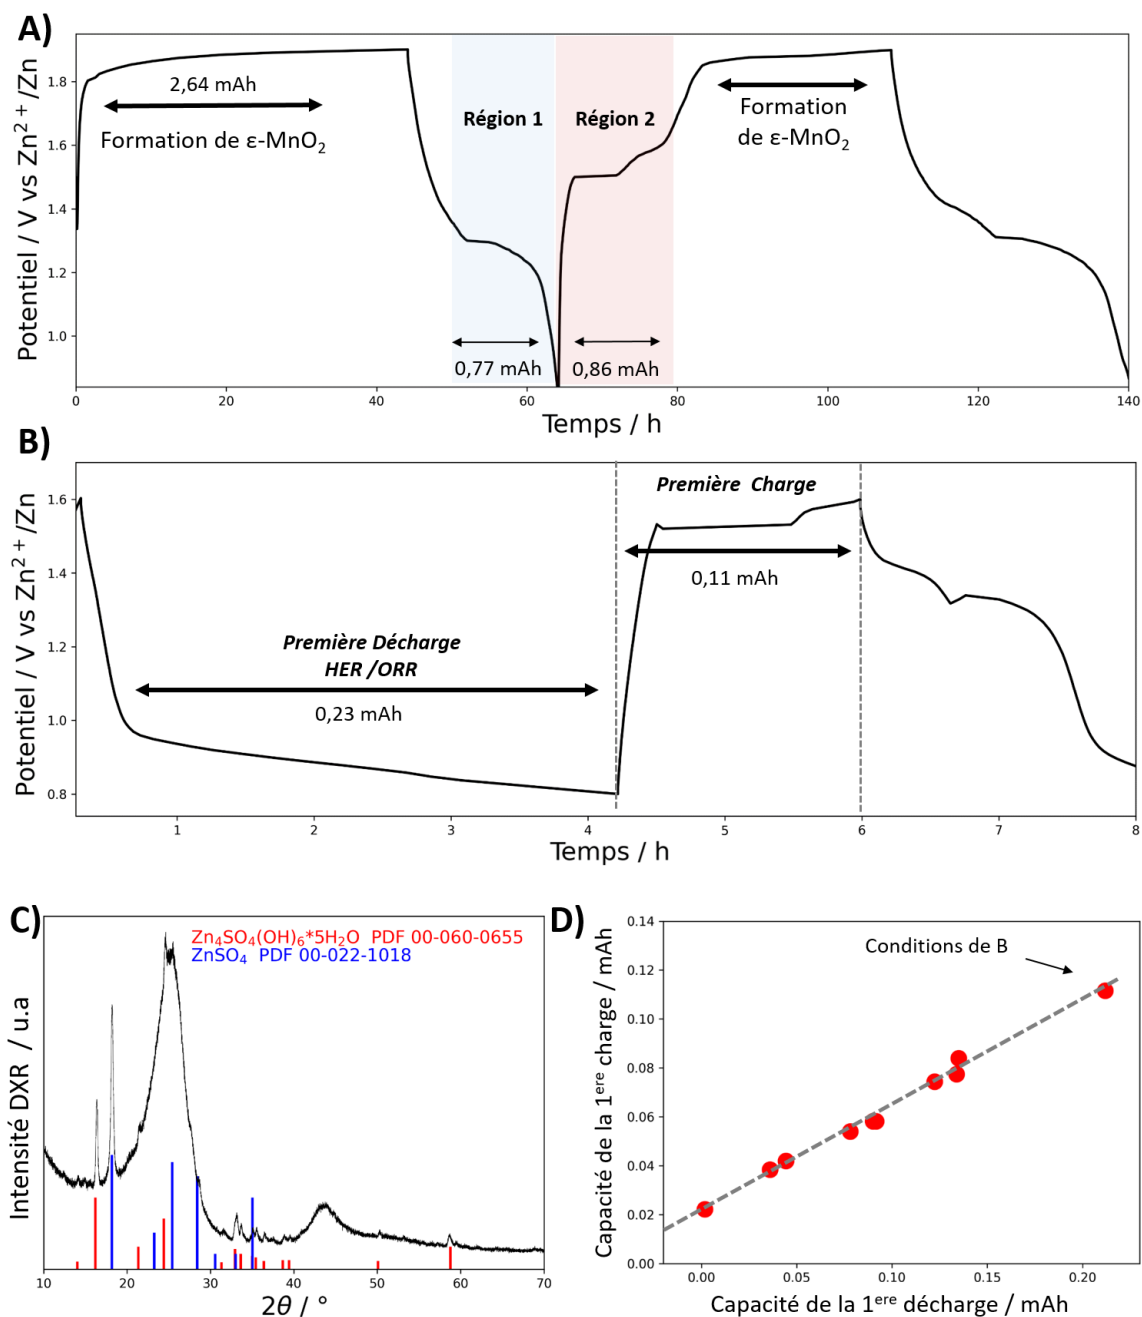 A)
Potentiel / V vs Zn²⁺/Zn
1.8
1.6
1.4
1.2
1.0
2,64 mAh
Formation de ε-MnO₂
Région 1
Région 2
Formation
de ε-MnO₂
0,77 mAh
0,86 mAh
0
20
40
60
80
100
120
140
Temps / h
B)
Potentiel / V vs Zn²⁺/Zn
1.6
1.4
1.2
1.0
0.8
Première Décharge
HER /ORR
0,23 mAh
Première Charge
0,11 mAh
1
2
3
4
5
6
7
8
Temps / h
C)
Intensité DXR / u.a
Zn₄SO₄(OH)₆*5H₂O PDF 00-060-0655
ZnSO₄ PDF 00-022-1018
10
20
30
40
50
60
70
2θ / °
D)
Capacité de la 1ᵉʳᵉ charge / mAh
0.14
0.12
0.10
0.08
0.06
0.04
0.02
0.00
Conditions de B
0.00
0.05
0.10
0.15
0.20
Capacité de la 1ᵉʳᵉ décharge / mAh